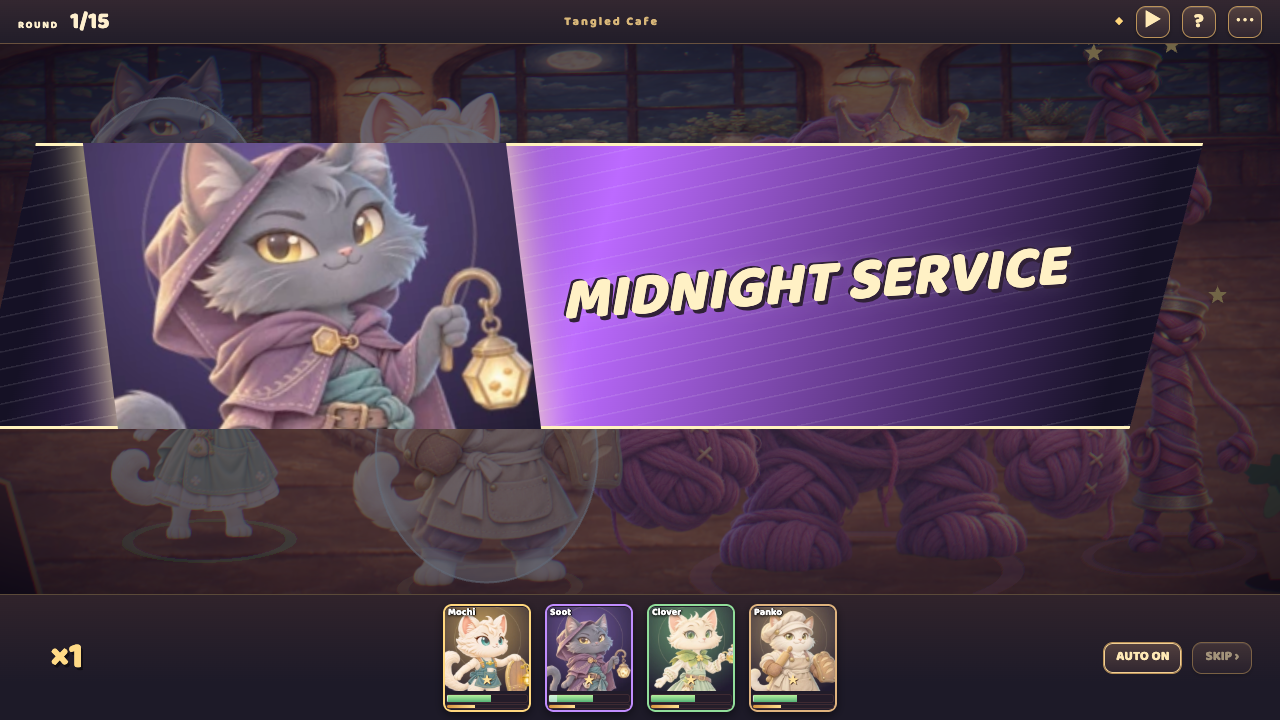 ROUND 1/15
Tangled Cafe
?
...
MIDNIGHT SERVICE
×1
Mochi
Soot
Clover
Panko
AUTO ON
SKIP ›